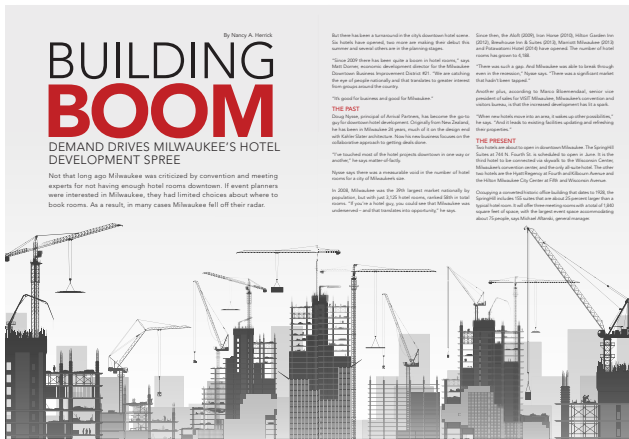 By Nancy A. Herrick
BUILDING
BOOM
DEMAND DRIVES MILWAUKEE'S HOTEL
DEVELOPMENT SPREE
Not that long ago Milwaukee was criticized by convention and meeting
experts for not having enough hotel rooms downtown. If event planners
were interested in Milwaukee, they had limited choices about where to
book rooms. As a result, in many cases Milwaukee fell off their radar.
But there has been a turnaround in the city's downtown hotel scene.
Six hotels have opened, two more are making their debut this
summer and several others are in the planning stages.
"Since 2009 there has been quite a boom in hotel rooms," says
Matt Dorner, economic development director for the Milwaukee
Downtown Business Improvement District #21. "We are catching
the eye of people nationally and that translates to greater interest
from groups around the country.
"It's good for business and good for Milwaukee."
THE PAST
Doug Nysse, principal of Arrival Partners, has become the go-to
guy for downtown hotel development. Originally from New Zealand,
he has been in Milwaukee 24 years, much of it on the design end
with Kahler Slater architecture. Now his new business focuses on the
collaborative approach to getting deals done.
"I've touched most of the hotel projects downtown in one way or
another," he says matter-of-factly.
Nysse says there was a measurable void in the number of hotel
rooms for a city of Milwaukee's size.
In 2008, Milwaukee was the 39th largest market nationally by
population, but with just 3,125 hotel rooms, ranked 58th in total
rooms. "If you're a hotel guy, you could see that Milwaukee was
underserved – and that translates into opportunity," he says.
Since then, the Aloft (2009), Iron Horse (2010), Hilton Garden Inn
(2012), Brewhouse Inn & Suites (2013), Marriott Milwaukee (2013)
and Potawatomi Hotel (2014) have opened. The number of hotel
rooms has grown to 4,188.
"There was such a gap. And Milwaukee was able to break through
even in the recession," Nysse says. "There was a significant market
that hadn't been tapped."
Another plus, according to Marco Bloemendaal, senior vice
president of sales for VISIT Milwaukee, Milwaukee's convention and
visitors bureau, is that the increased development has lit a spark.
"When new hotels move into an area, it wakes up other possibilities,"
he says. "And it leads to existing facilities updating and refreshing
their properties."
THE PRESENT
Two hotels are about to open in downtown Milwaukee. The SpringHill
Suites at 744 N. Fourth St. is scheduled to open in June. It is the
third hotel to be connected via skywalk to the Wisconsin Center,
Milwaukee's convention center, and the only all-suite hotel. The other
two hotels are the Hyatt Regency at Fourth and Kilbourn Avenue and
the Hilton Milwaukee City Center at Fifth and Wisconsin Avenue.
Occupying a converted historic office building that dates to 1928, the
SpringHill includes 155 suites that are about 25 percent larger than a
typical hotel room. It will offer three meeting rooms with a total of 1,840
square feet of space, with the largest event space accommodating
about 75 people, says Michael Aflanski, general manager.